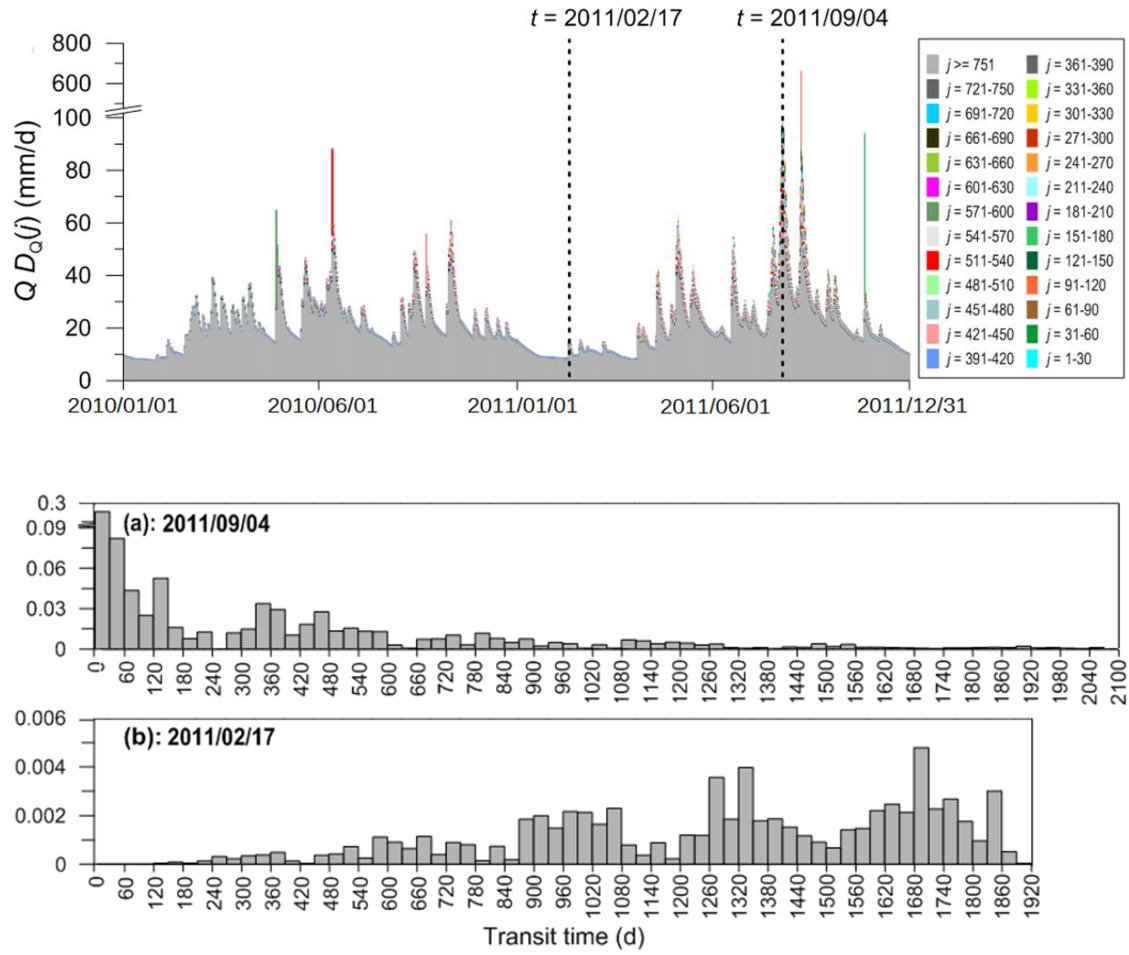 t = 2011/02/17 t = 2011/09/04
Q D_Q(j) (mm/d)
800
600
100
80
60
40
20
0
2010/01/01 2010/06/01 2011/01/01 2011/06/01 2011/12/31
j >= 751 j = 361-390
j = 721-750 j = 331-360
j = 691-720 j = 301-330
j = 661-690 j = 271-300
j = 631-660 j = 241-270
j = 601-630 j = 211-240
j = 571-600 j = 181-210
j = 541-570 j = 151-180
j = 511-540 j = 121-150
j = 481-510 j = 91-120
j = 451-480 j = 61-90
j = 421-450 j = 31-60
j = 391-420 j = 1-30
(a): 2011/09/04
0.3
0.09
0.06
0.03
0
0 60 120 180 240 300 360 420 480 540 600 660 720 780 840 900 960 1020 1080 1140 1200 1260 1320 1380 1440 1500 1560 1620 1680 1740 1800 1860 1920 1980 2040 2100
(b): 2011/02/17
0.006
0.004
0.002
0
0 60 120 180 240 300 360 420 480 540 600 660 720 780 840 900 960 1020 1080 1140 1200 1260 1320 1380 1440 1500 1560 1620 1680 1740 1800 1860 1920
Transit time (d)